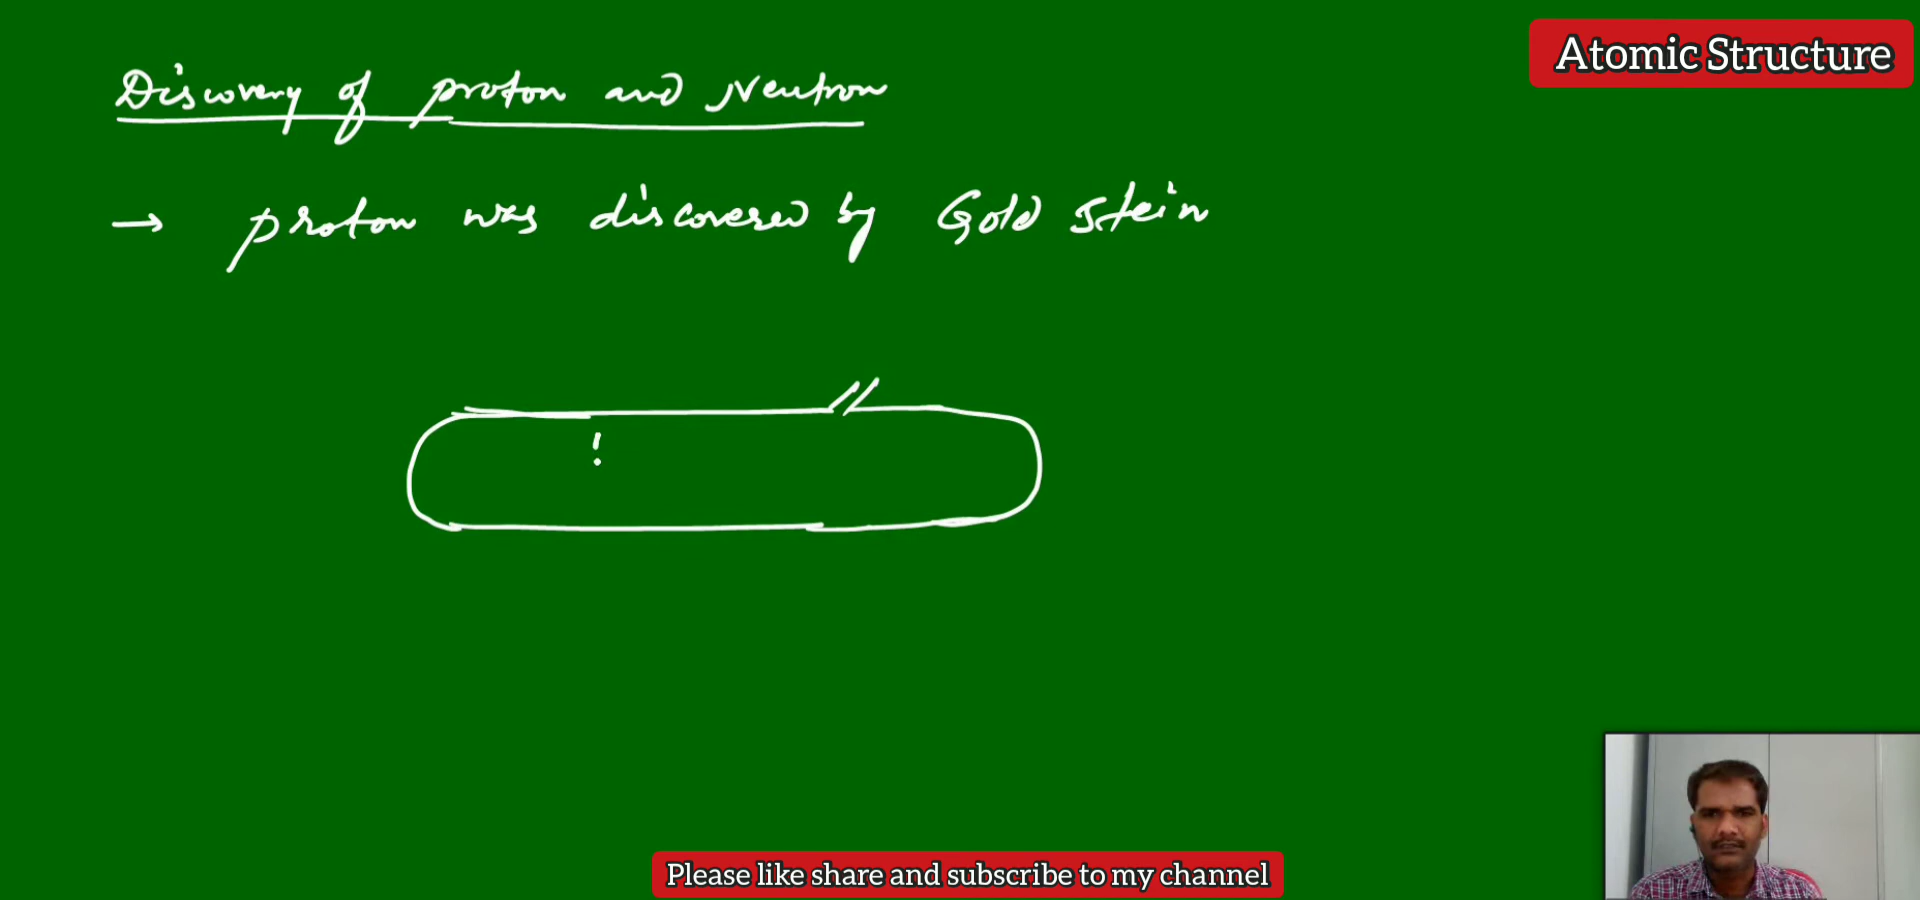 Atomic Structure
Discovery of proton and Neutron
→ proton was discovered by Gold stein
Please like share and subscribe to my channel